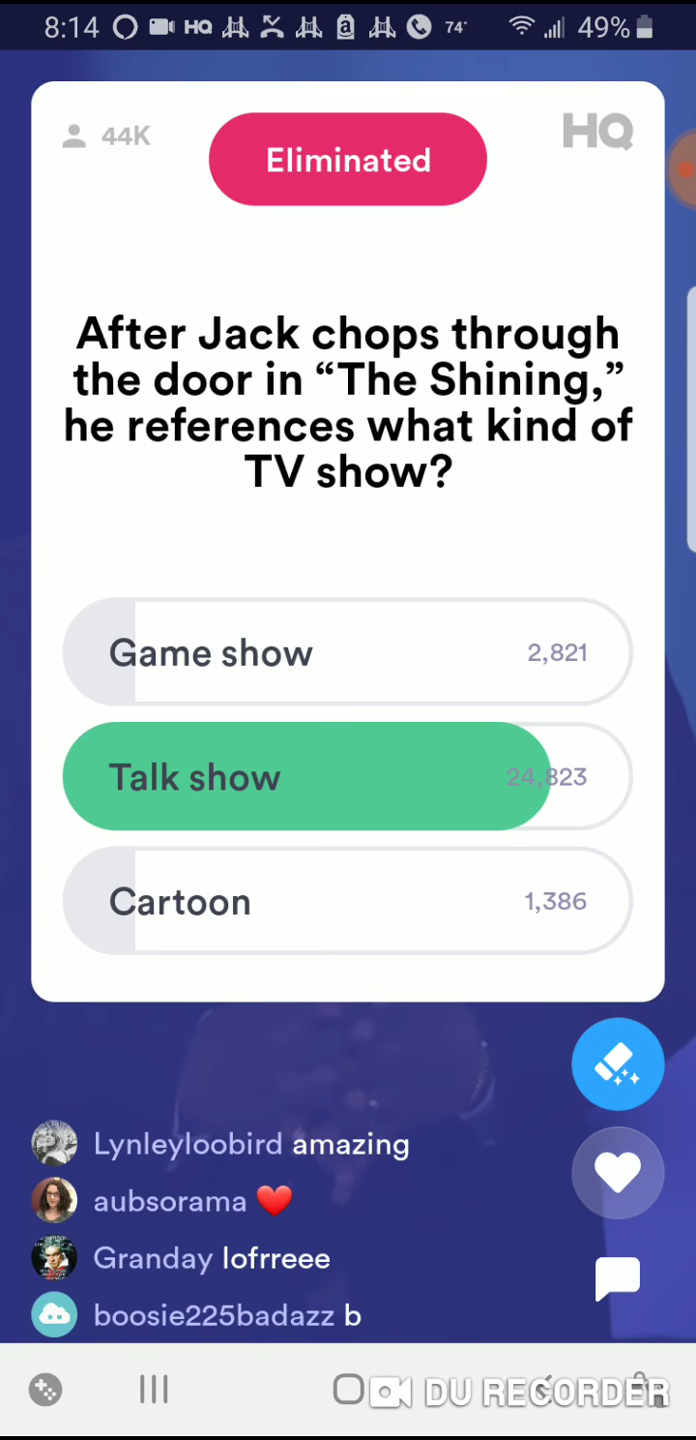 8:14 HQ a 74° 49%
44K Eliminated HQ
After Jack chops through
the door in “The Shining,”
he references what kind of
TV show?
Game show 2,821
Talk show 24,823
Cartoon 1,386
Lynleyloobird amazing
aubsorama ❤️
Granday lofrreee
boosie225badazz b
DU RECORDER